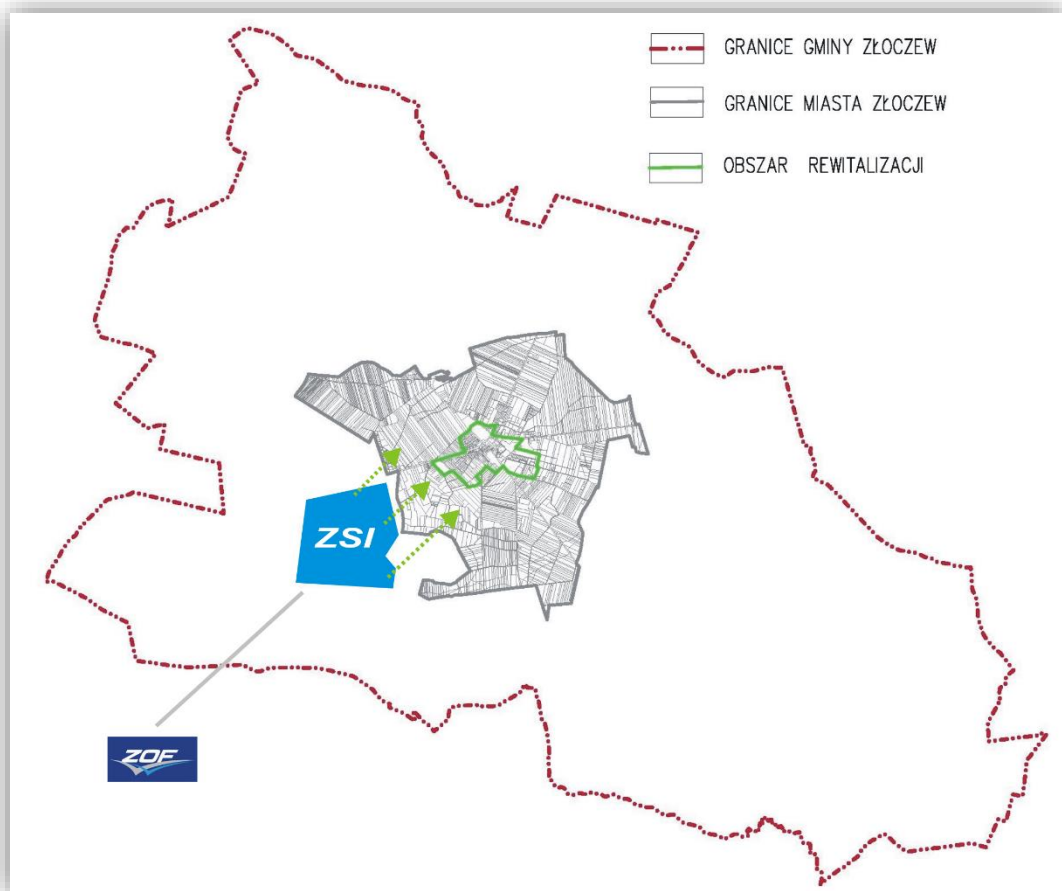 GRANICE GMINY ZŁOCZEW
GRANICE MIASTA ZŁOCZEW
OBSZAR REWITALIZACJI
ZSI
ZOF